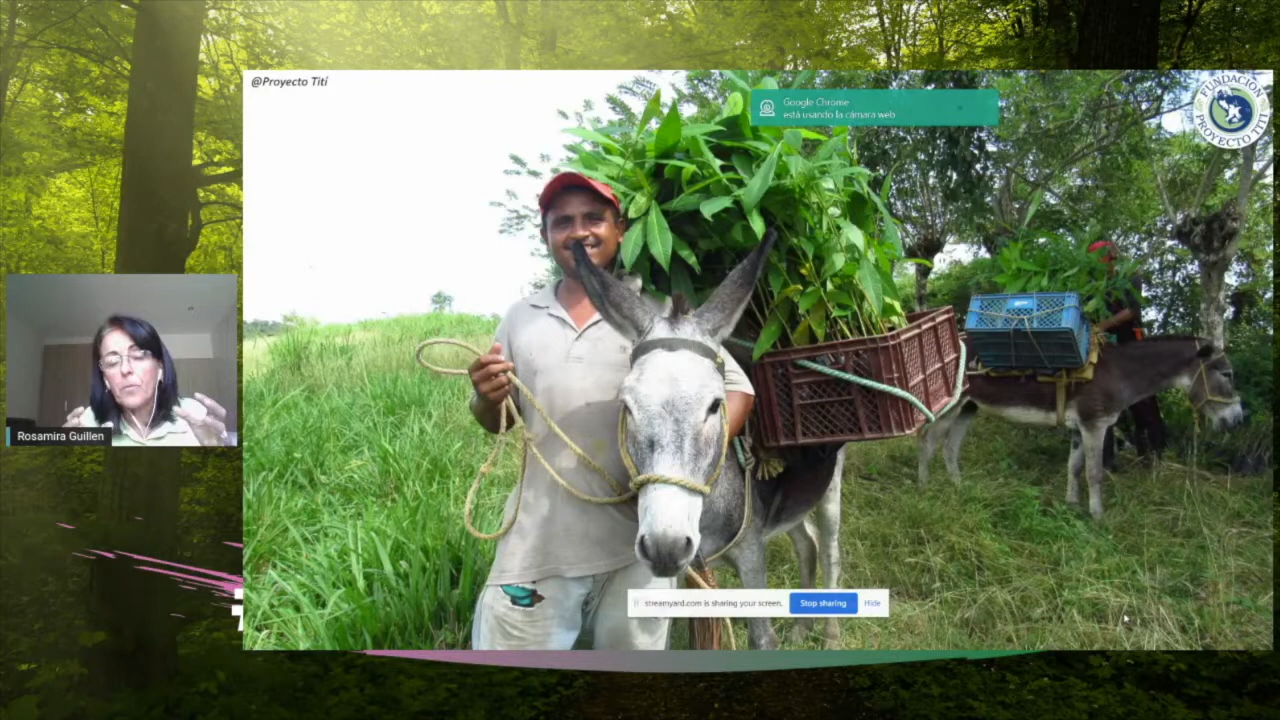 @Proyecto Tití
Google Chrome
está usando la cámara web
FUNDACIÓN
PROYECTO TITÍ
Rosamira Guillen
streamyard.com is sharing your screen.
Stop sharing
Hide